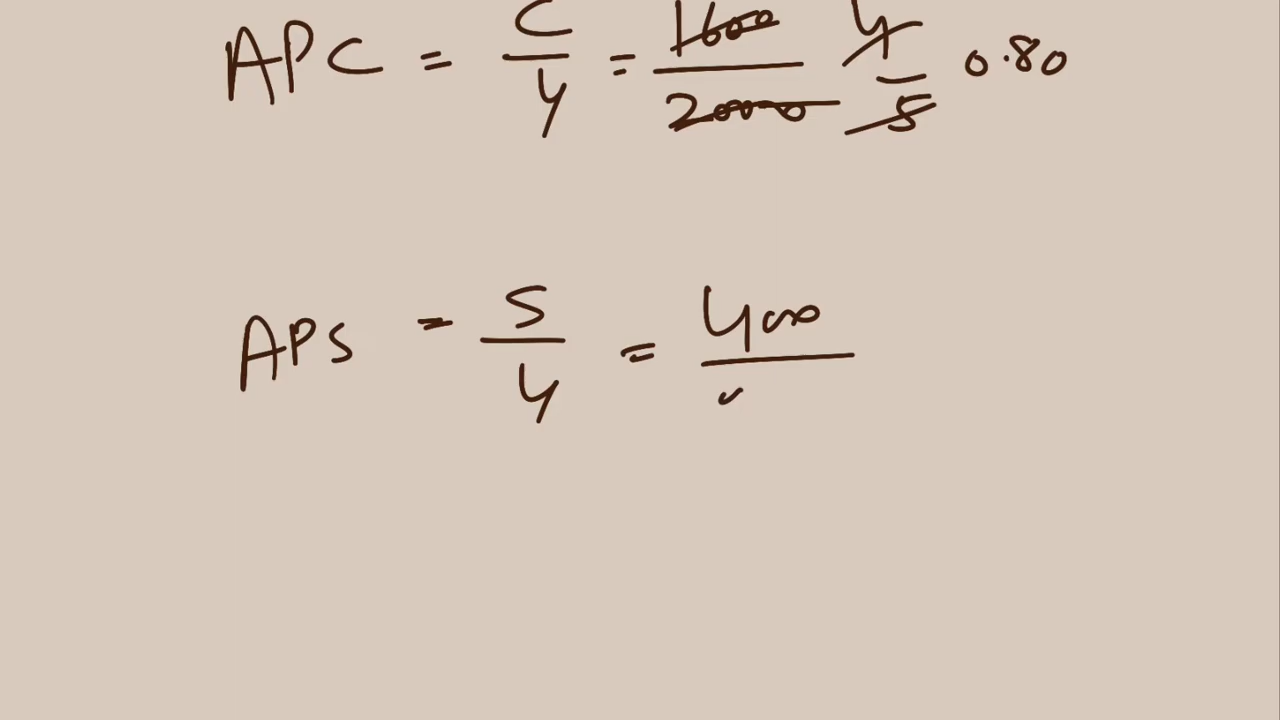 APC = C/Y = 1600/2000 4/5 0.80
APS = S/Y = 400/